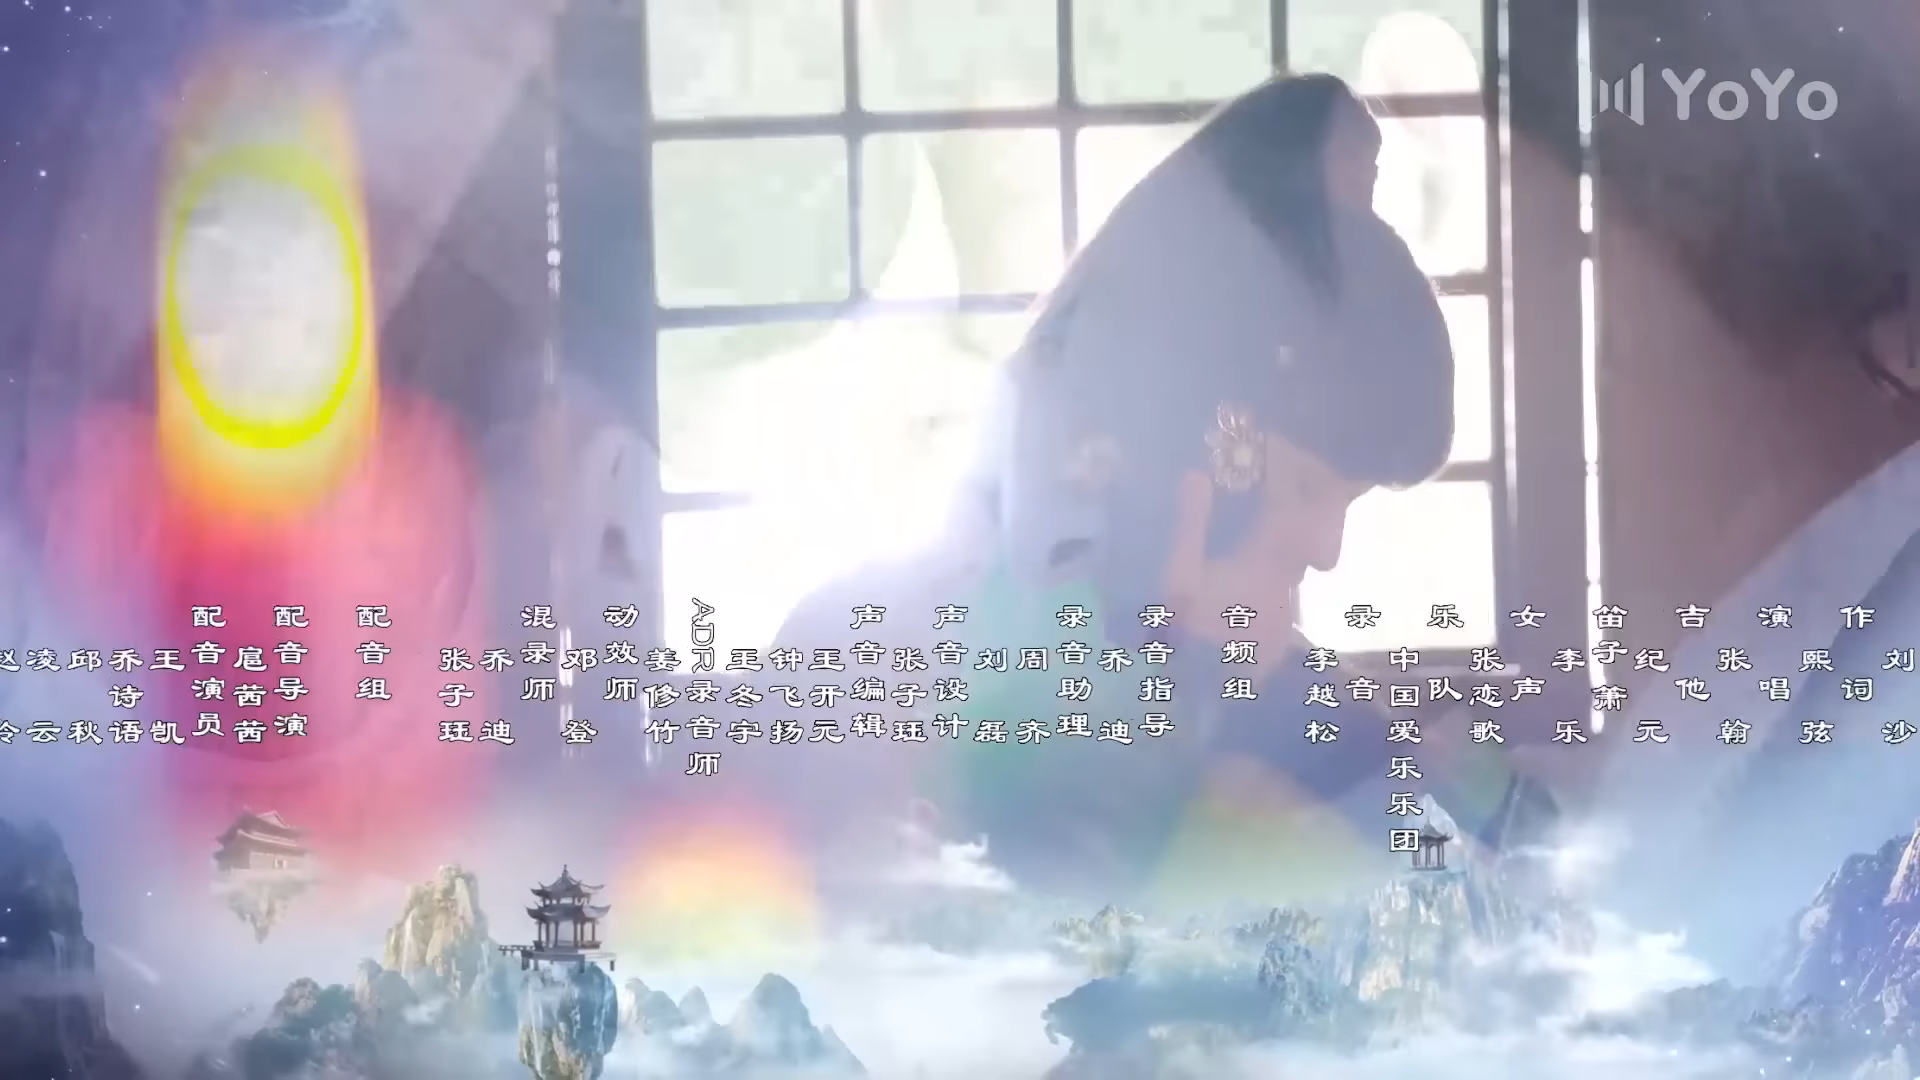 YoYo
刘沙
作词
熙弦
演唱
张翰
吉他
纪元
笛子萧
李乐
女声
张恋歌
乐队
中国爱乐乐团
录音
李越松
音频组
录音指导
乔迪
录音助理
周齐
刘磊
声音设计
张子珏
声音编辑
王开元
钟飞扬
王冬宇
ADR录音师
姜修竹
动效师
邓登
混录师
乔迪
张子珏
配音组
配音导演
扈茜茜
配音演员
王凯
乔诗语
邱秋
凌云